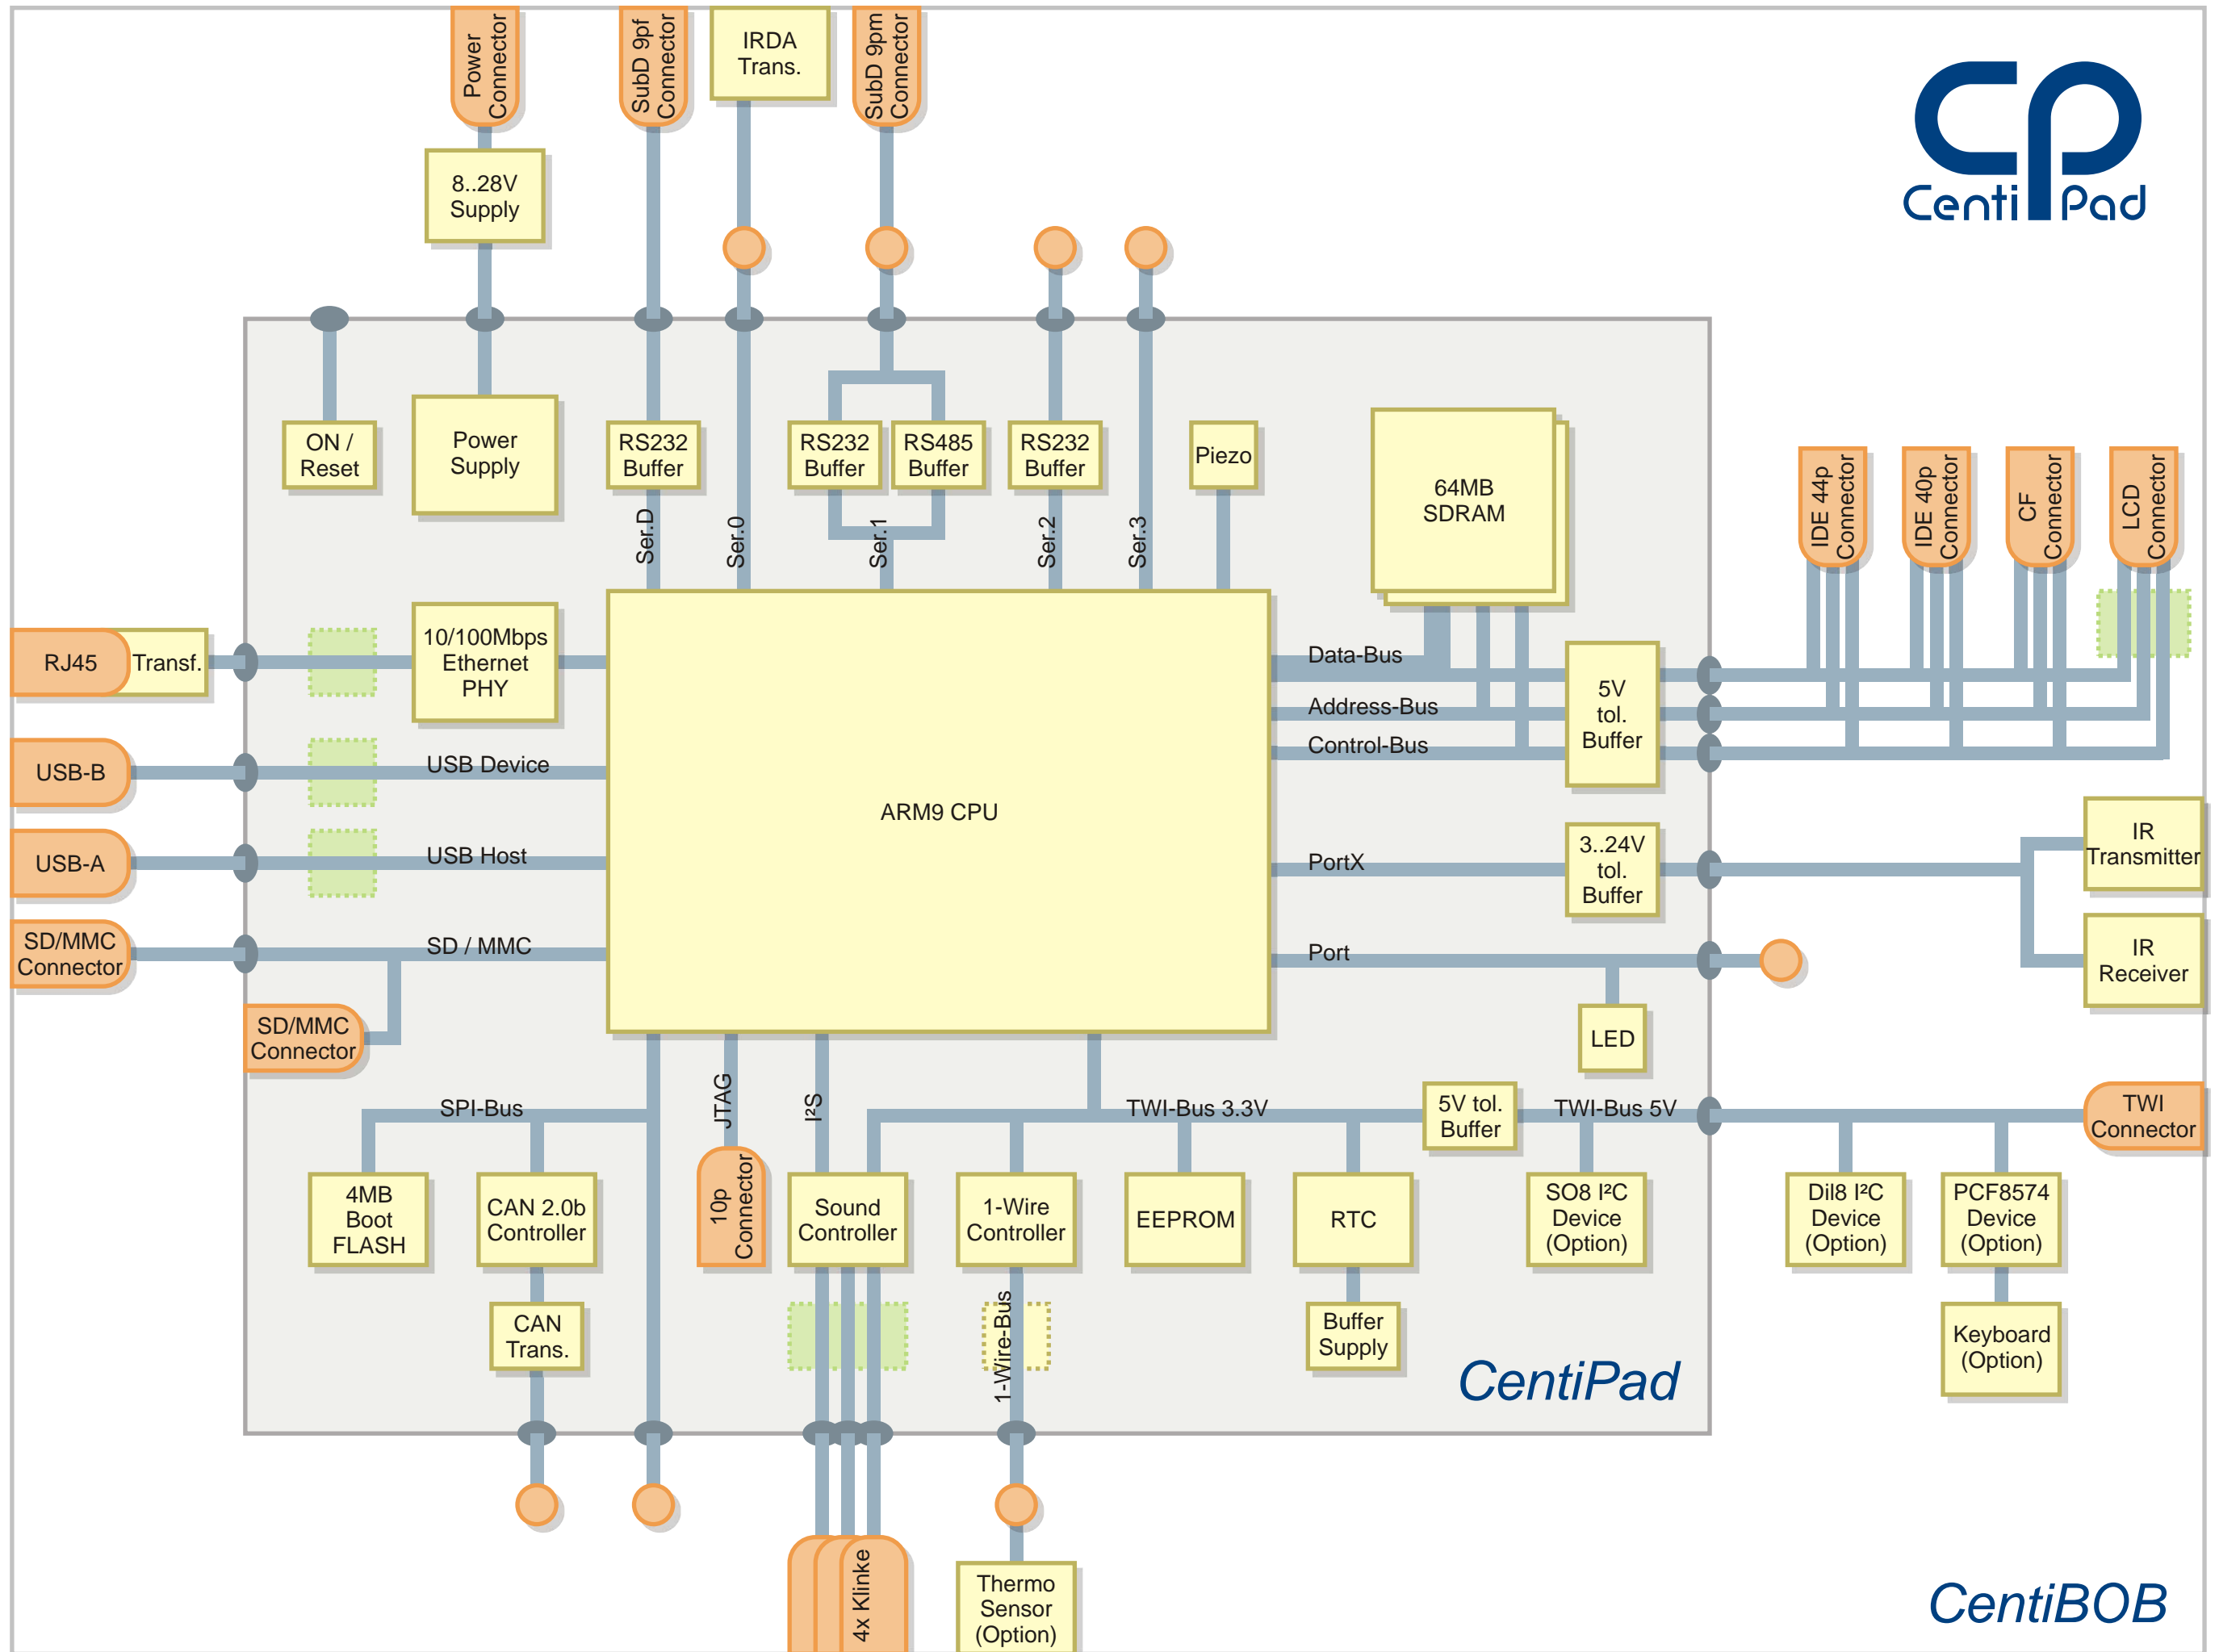 Power
Connector
SubD 9pf
Connector
IRDA
Trans.
SubD 9pm
Connector
Centi Pad
8..28V
Supply
ON /
Reset
Power
Supply
RS232
Buffer
RS232
Buffer
RS485
Buffer
RS232
Buffer
Piezo
64MB
SDRAM
IDE 44p
Connector
IDE 40p
Connector
CF
Connector
LCD
Connector
Ser.D
Ser.0
Ser.1
Ser.2
Ser.3
RJ45
Transf.
10/100Mbps
Ethernet
PHY
Data-Bus
Address-Bus
Control-Bus
5V
tol.
Buffer
USB-B
USB Device
ARM9 CPU
USB-A
USB Host
PortX
3..24V
tol.
Buffer
IR
Transmitter
SD/MMC
Connector
SD / MMC
Port
IR
Receiver
SD/MMC
Connector
LED
SPI-Bus
JTAG
I²S
TWI-Bus 3.3V
5V tol.
Buffer
TWI-Bus 5V
TWI
Connector
4MB
Boot
FLASH
CAN 2.0b
Controller
10p
Connector
Sound
Controller
1-Wire
Controller
EEPROM
RTC
SO8 I²C
Device
(Option)
Dil8 I²C
Device
(Option)
PCF8574
Device
(Option)
CAN
Trans.
1-Wire-Bus
Buffer
Supply
Keyboard
(Option)
CentiPad
4x Klinke
Thermo
Sensor
(Option)
CentiBOB